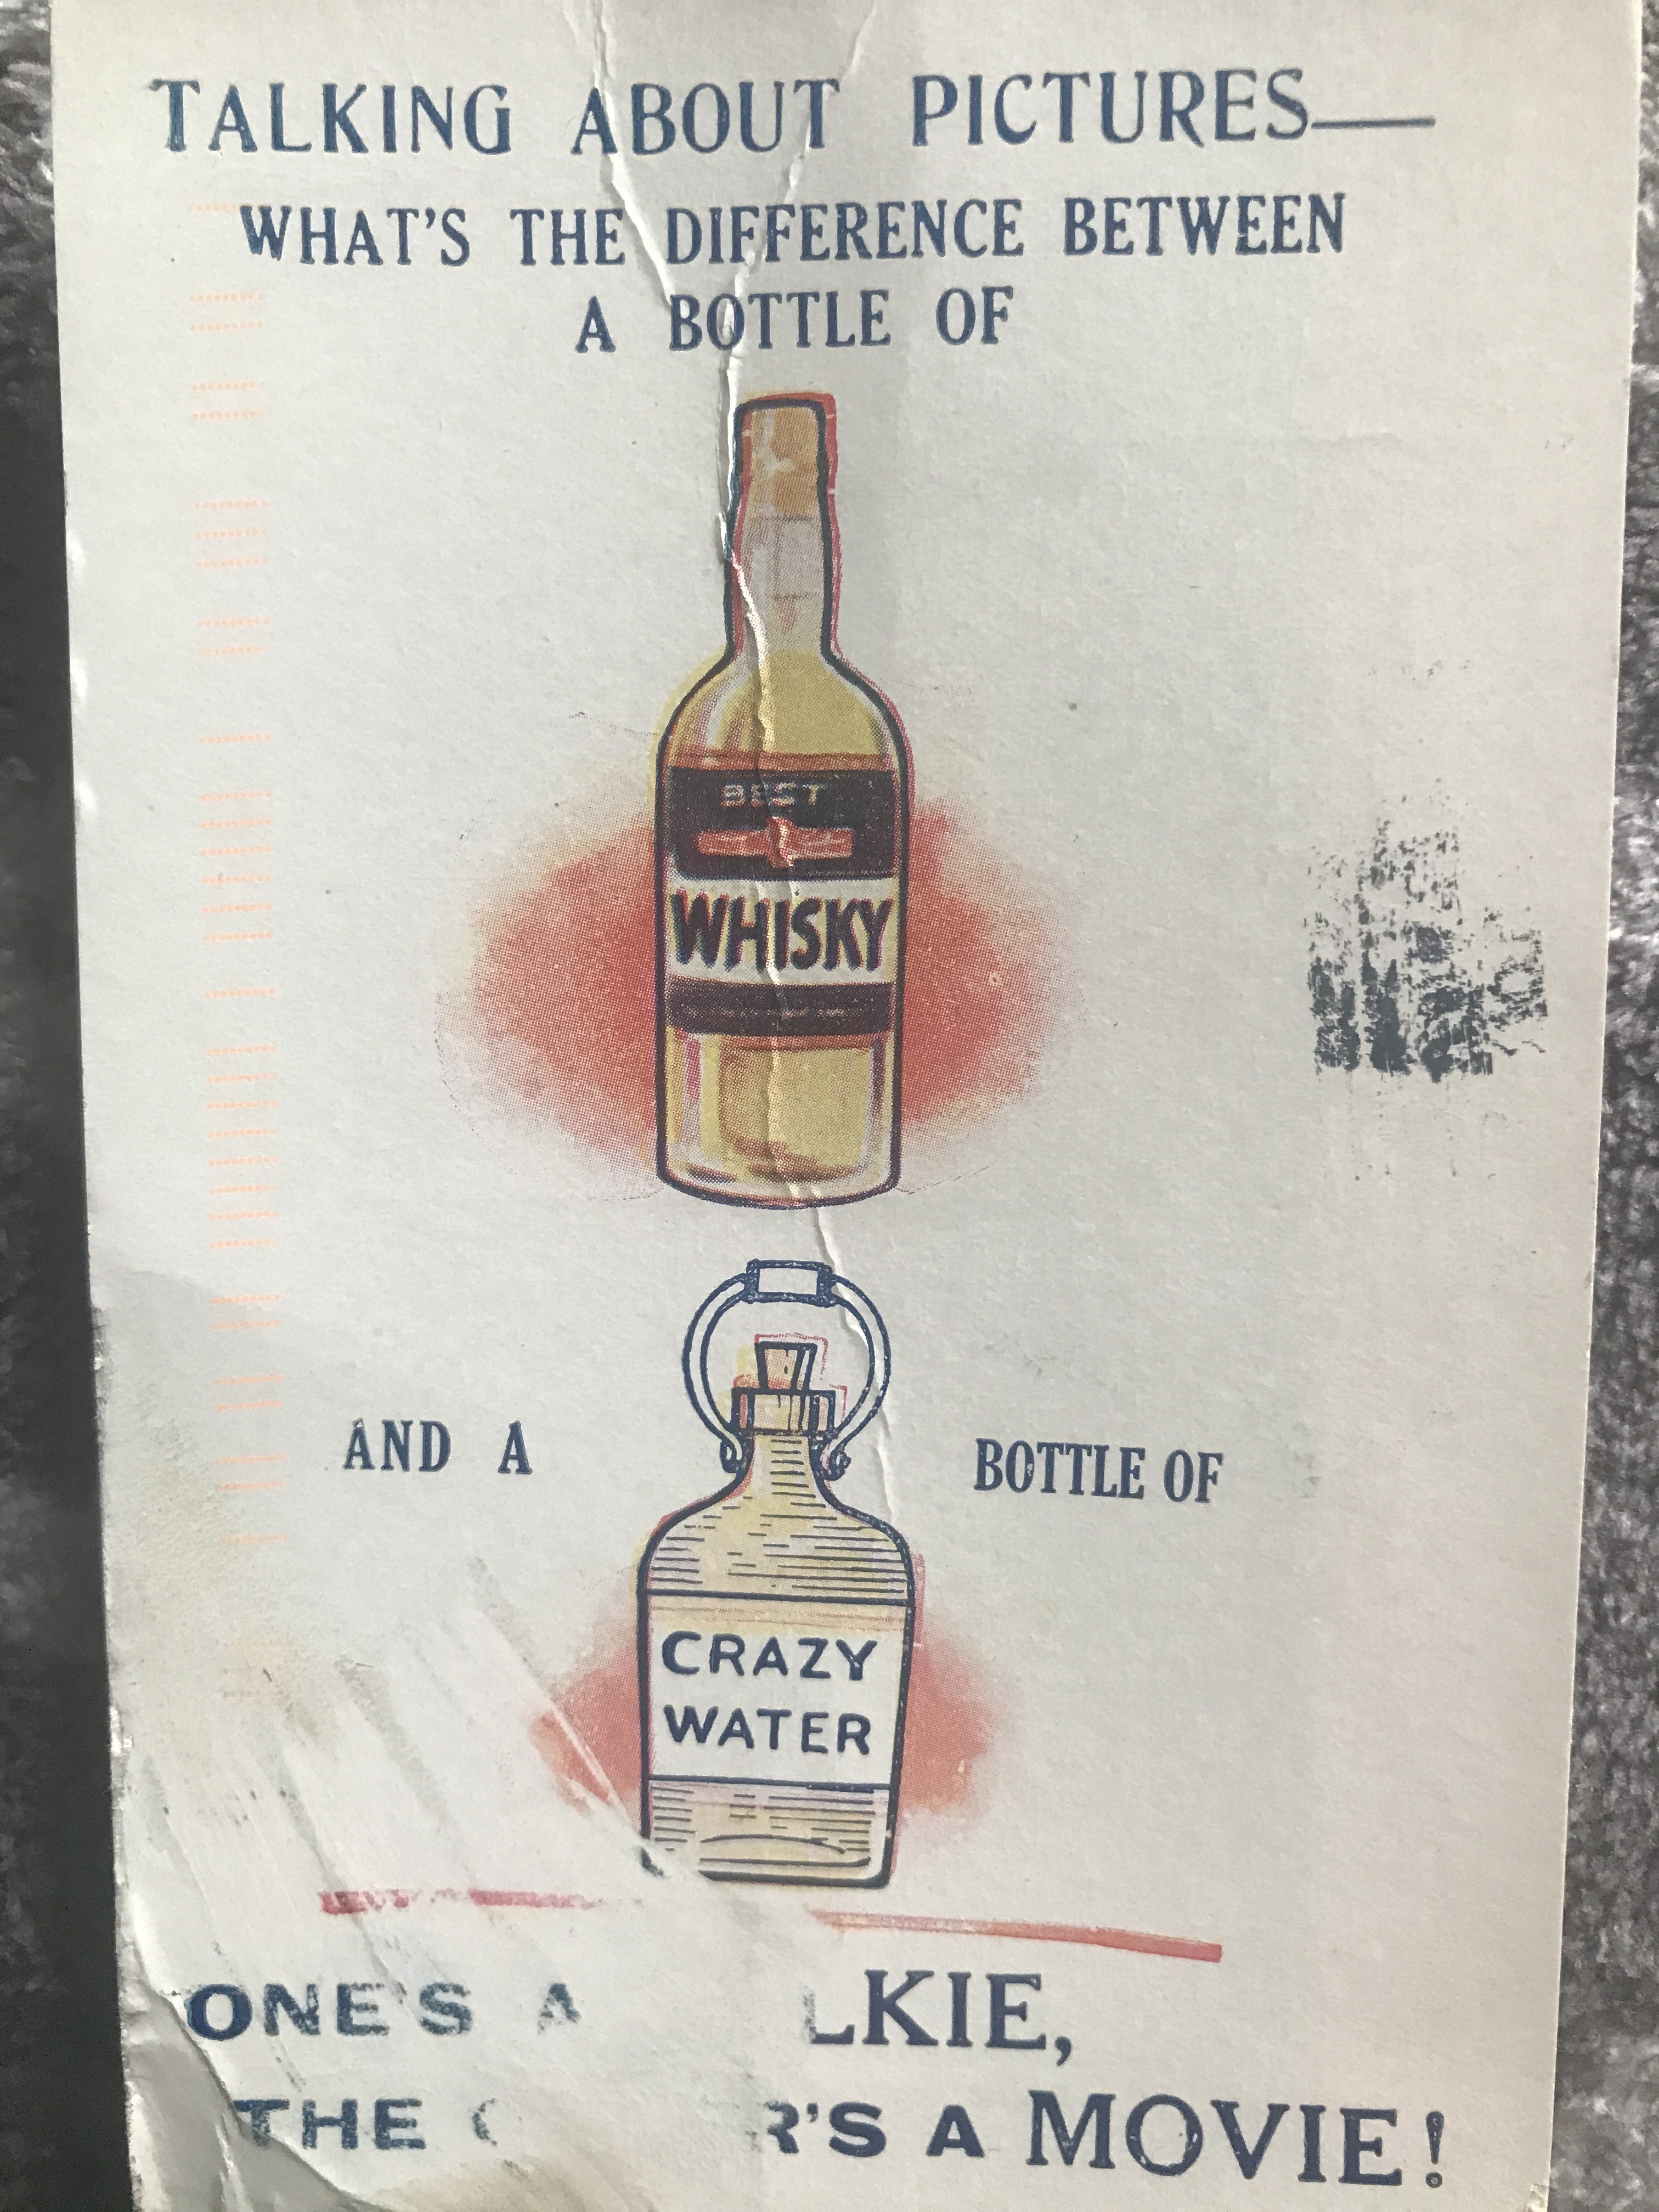 TALKING ABOUT PICTURES—
WHAT'S THE DIFFERENCE BETWEEN
A BOTTLE OF
BEST
WHISKY
AND A BOTTLE OF
CRAZY
WATER
ONE'S A LKIE,
THE R'S A MOVIE!